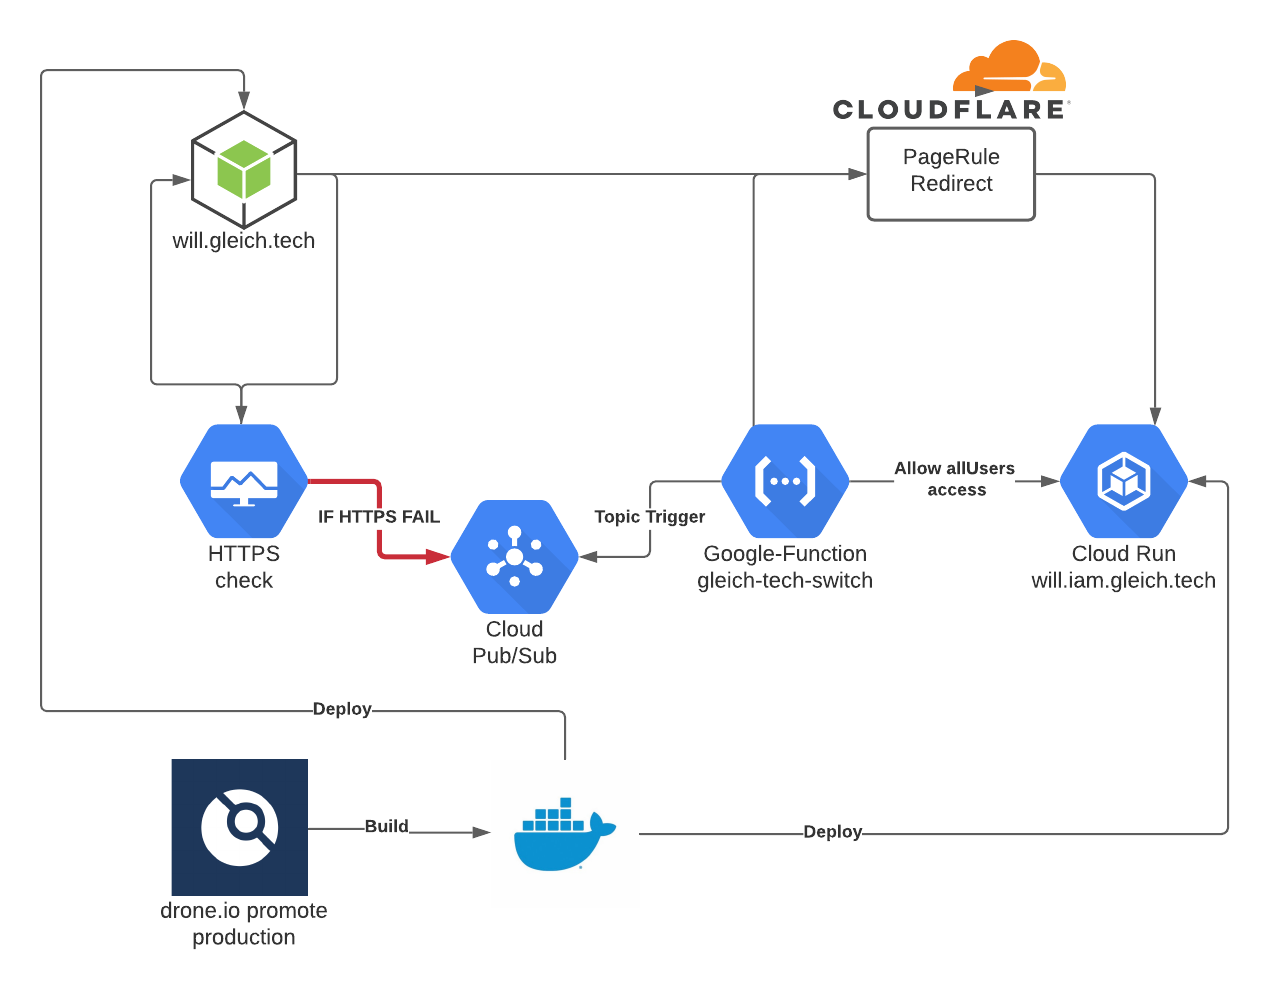 CLOUDFLARE
PageRule
Redirect
will.gleich.tech
HTTPS
check
IF HTTPS FAIL
Cloud
Pub/Sub
Topic Trigger
Google-Function
gleich-tech-switch
Allow allUsers
access
Cloud Run
will.iam.gleich.tech
Deploy
Build
Deploy
drone.io promote
production